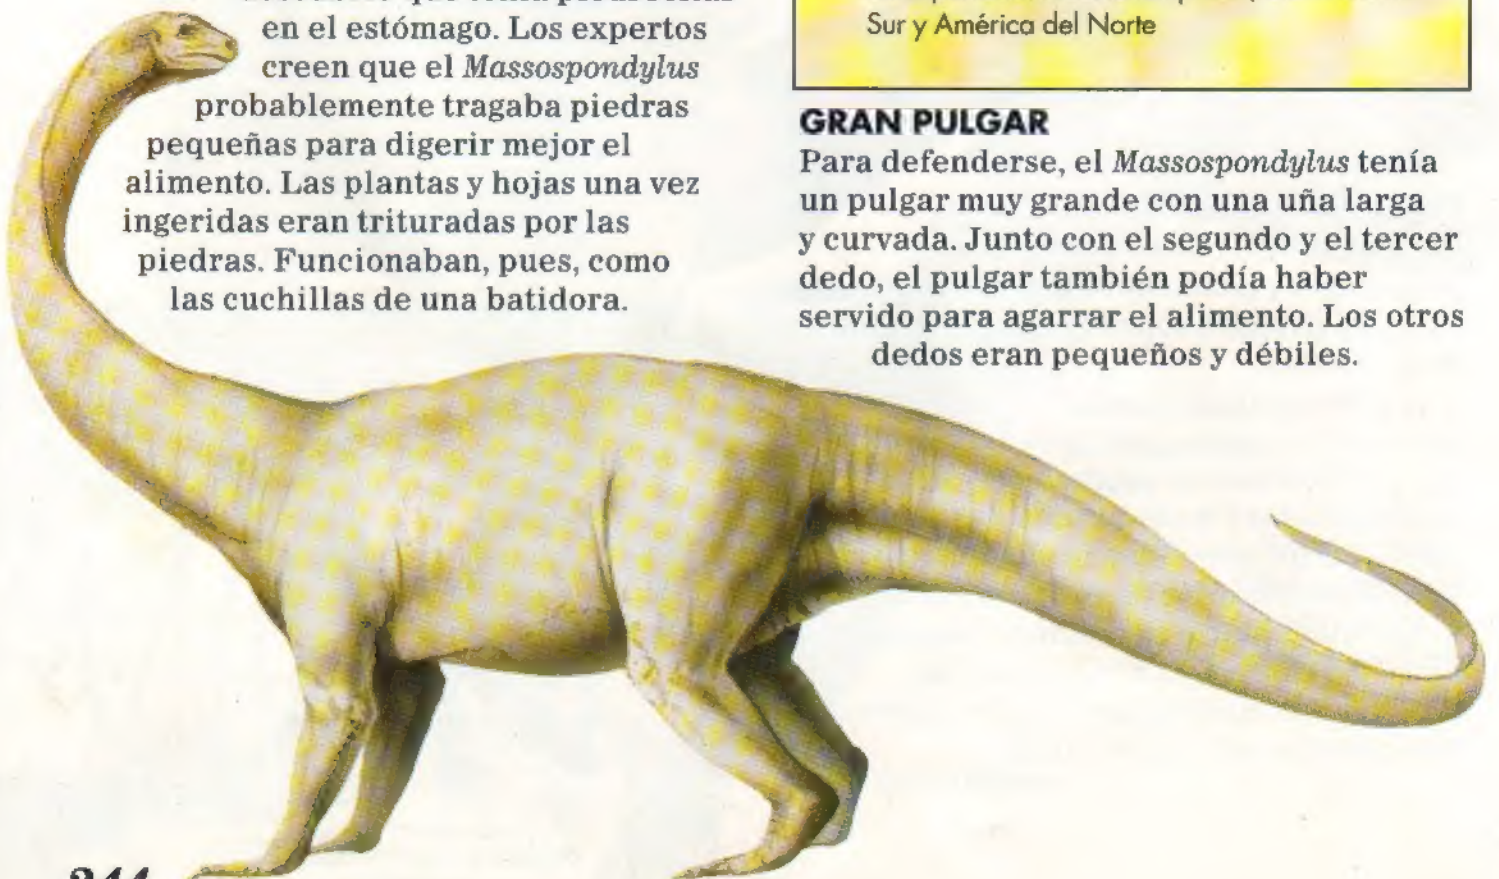 en el estómago. Los expertos
creen que el Massospondylus
probablemente tragaba piedras
pequeñas para digerir mejor el
alimento. Las plantas y hojas una vez
ingeridas eran trituradas por las
piedras. Funcionaban, pues, como
las cuchillas de una batidora.
Sur y América del Norte
GRAN PULGAR
Para defenderse, el Massospondylus tenía
un pulgar muy grande con una uña larga
y curvada. Junto con el segundo y el tercer
dedo, el pulgar también podía haber
servido para agarrar el alimento. Los otros
dedos eran pequeños y débiles.